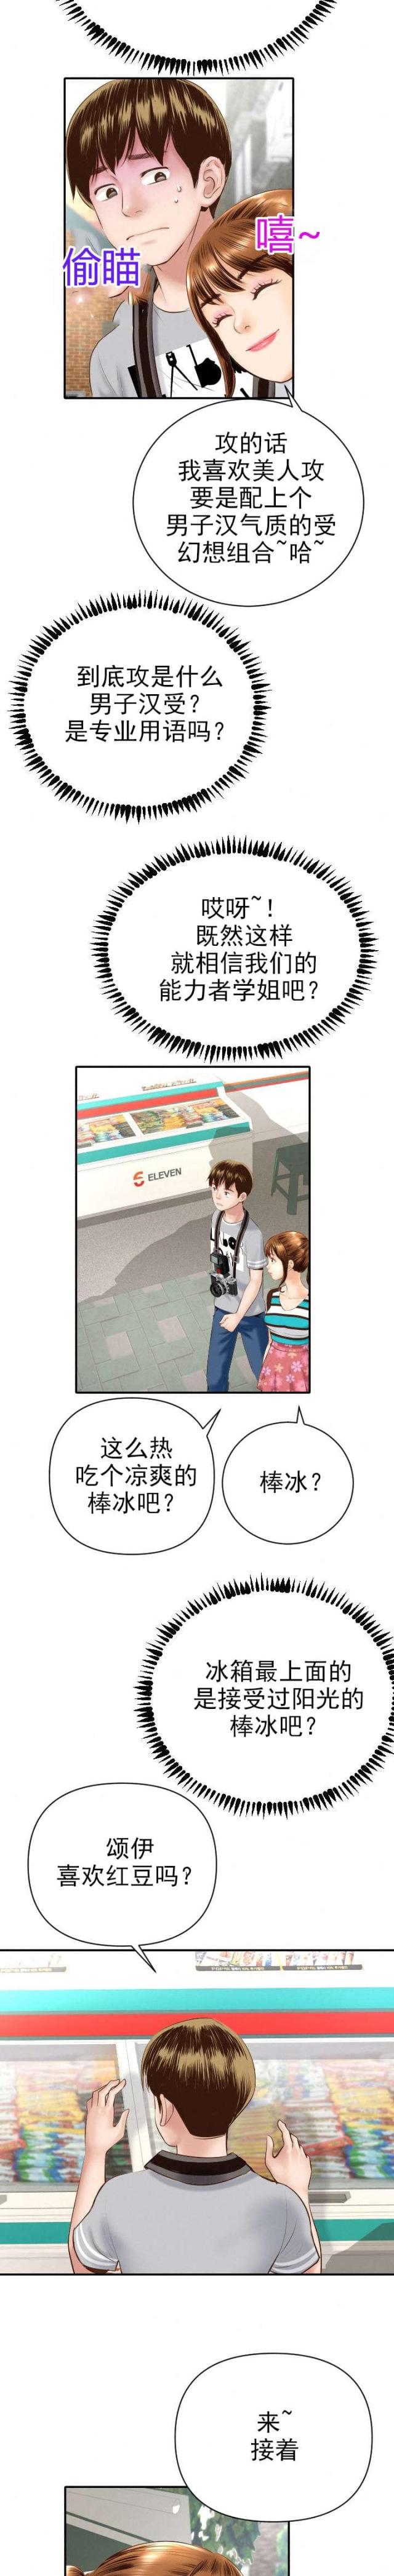 嘻~
偷瞄
攻的话
我喜欢美人攻
要是配上个
男子汉气质的受
幻想组合~哈~
到底攻是什么
男子汉受?
是专业用语吗?
哎呀~!
既然这样
就相信我们的
能力者学姐吧?
ELEVEN
这么热
吃个凉爽的
棒冰吧?
棒冰?
冰箱最上面的
是接受过阳光的
棒冰吧?
颂伊
喜欢红豆吗?
来~
接着